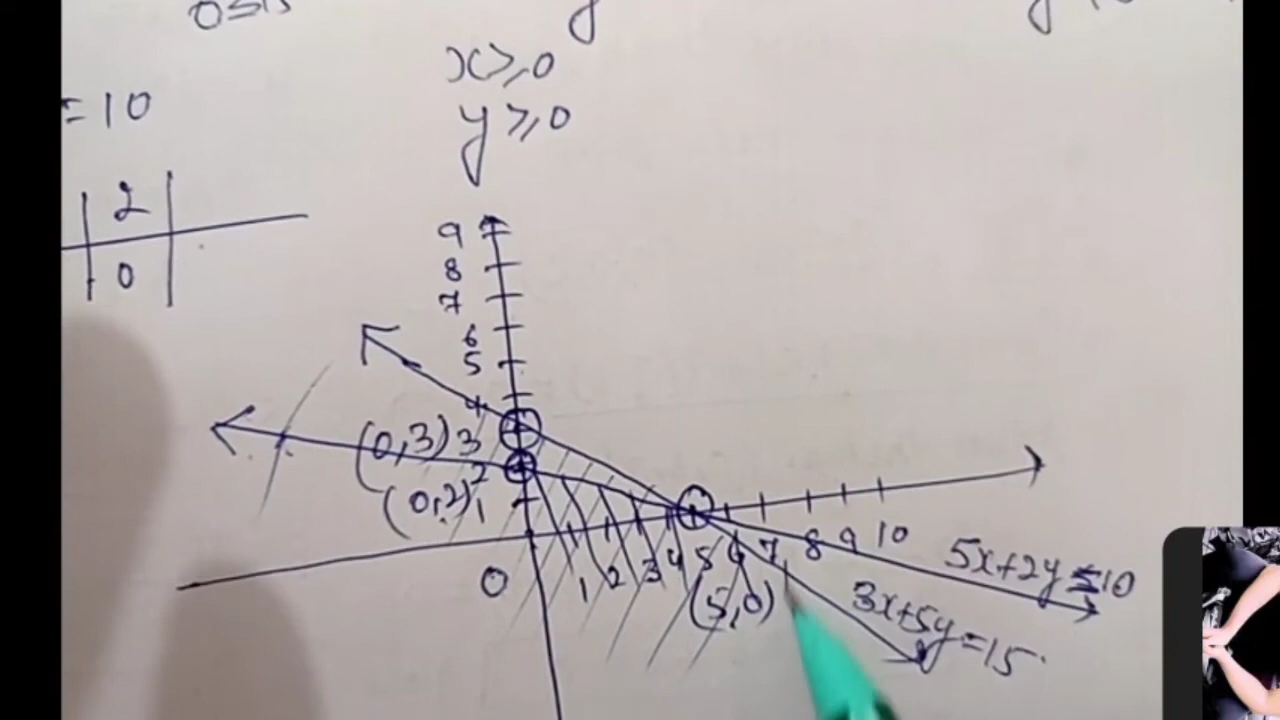 x≥0
y≥0
=10
2
0
9
8
7
6
5
4
(0,3) 3
2
(0,2) 1
0 1 2 3 4 5 6 7 8 9 10
(5,0)
5x+2y≤10
3x+5y=15